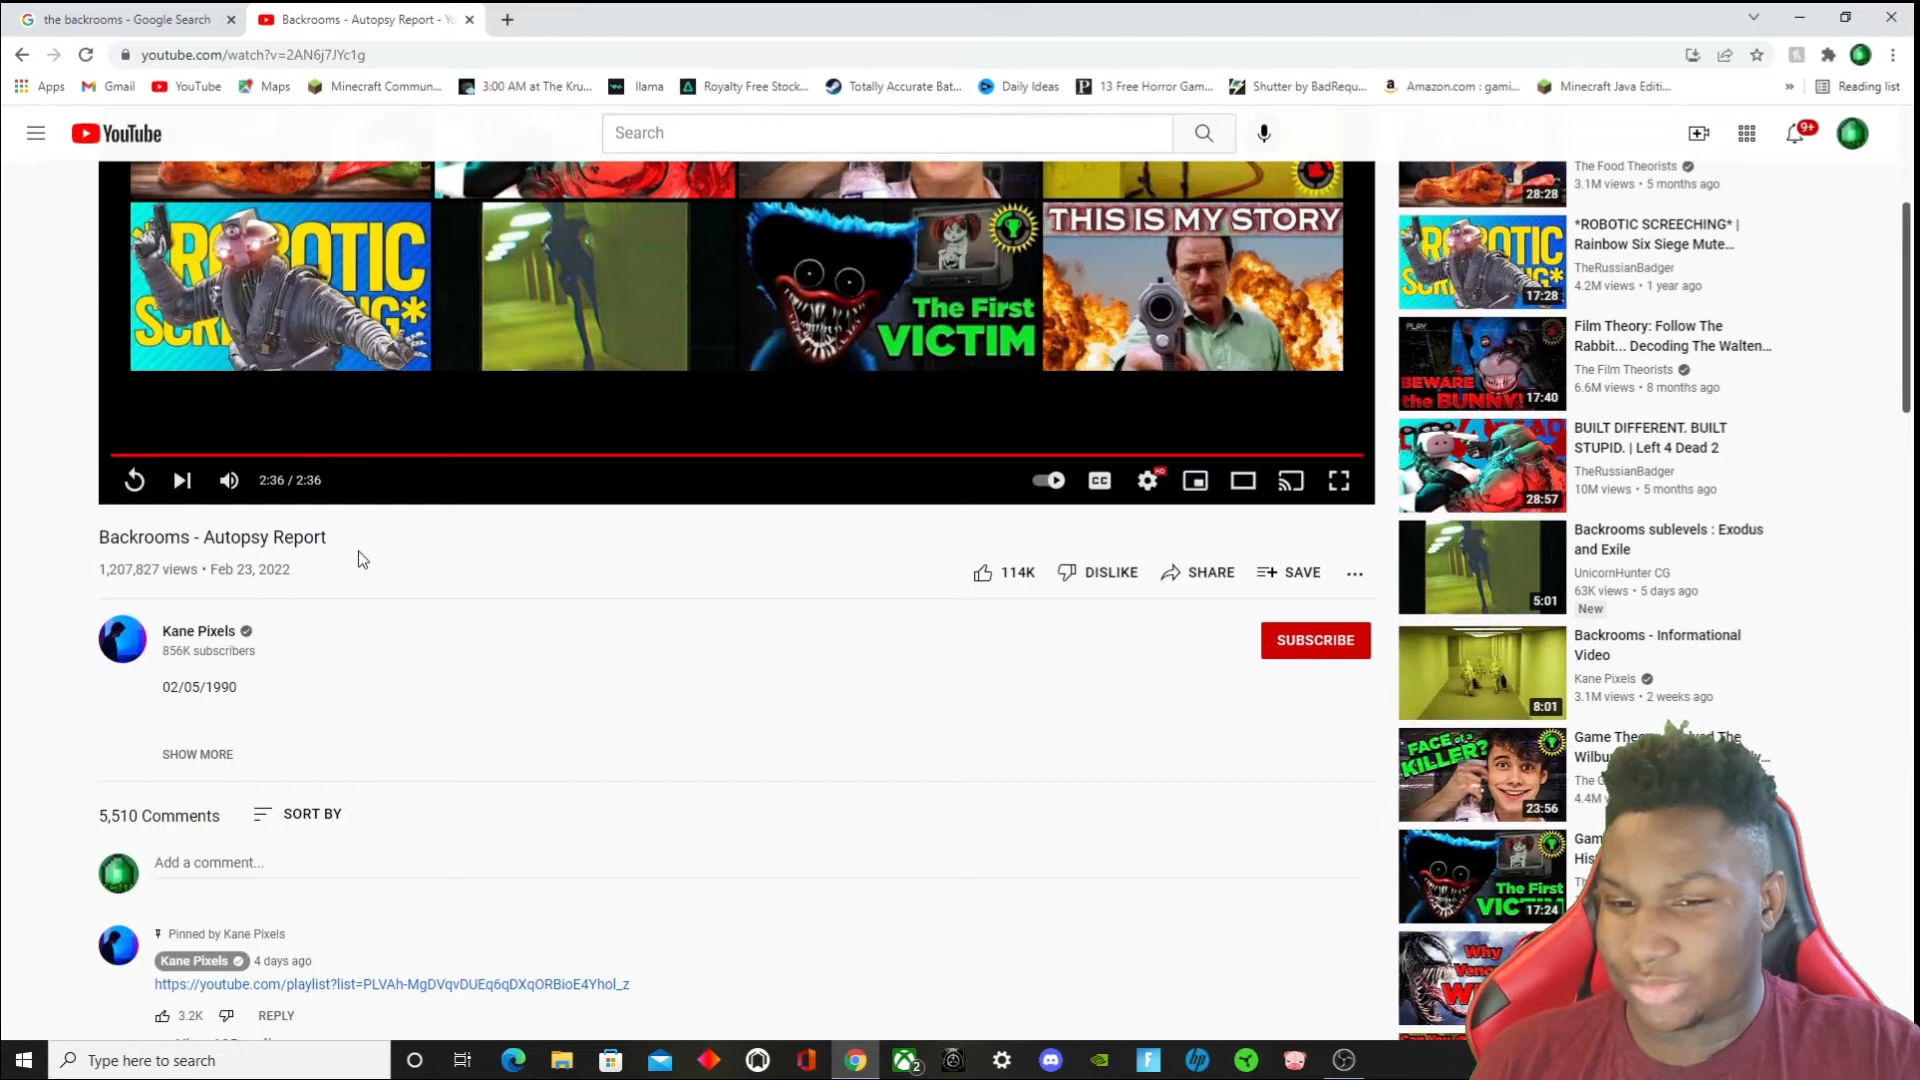 the backrooms - Google Search
Backrooms - Autopsy Report - Yo
youtube.com/watch?v=2AN6j7JYc1g
Apps
Gmail
YouTube
Maps
Minecraft Commun...
3:00 AM at The Kru...
llama
Royalty Free Stock...
Totally Accurate Bat...
Daily Ideas
13 Free Horror Gam...
Shutter by BadRequ...
Amazon.com : gami...
Minecraft Java Editi...
»
Reading list
YouTube
Search
9+
The First
VICTIM
THIS IS MY STORY
2:36 / 2:36
CC
HD
Backrooms - Autopsy Report
1,207,827 views • Feb 23, 2022
114K
DISLIKE
SHARE
SAVE
Kane Pixels
856K subscribers
SUBSCRIBE
02/05/1990
SHOW MORE
5,510 Comments
SORT BY
Add a comment...
Pinned by Kane Pixels
Kane Pixels
4 days ago
https://youtube.com/playlist?list=PLVAh-MgDVqvDUEq6qDXqORBioE4Yhol_z
3.2K
REPLY
The Food Theorists
3.1M views • 5 months ago
28:28
*ROBOTIC SCREECHING* |
Rainbow Six Siege Mute...
TheRussianBadger
4.2M views • 1 year ago
17:28
Film Theory: Follow The
Rabbit... Decoding The Walten...
The Film Theorists
6.6M views • 8 months ago
PLAY
BEWARE
the BUNNY!
17:40
BUILT DIFFERENT. BUILT
STUPID. | Left 4 Dead 2
TheRussianBadger
10M views • 5 months ago
28:57
Backrooms sublevels : Exodus
and Exile
UnicornHunter CG
63K views • 5 days ago
New
5:01
Backrooms - Informational
Video
Kane Pixels
3.1M views • 2 weeks ago
8:01
FACE of a
KILLER?
23:56
The First
17:24
Why
Type here to search
2